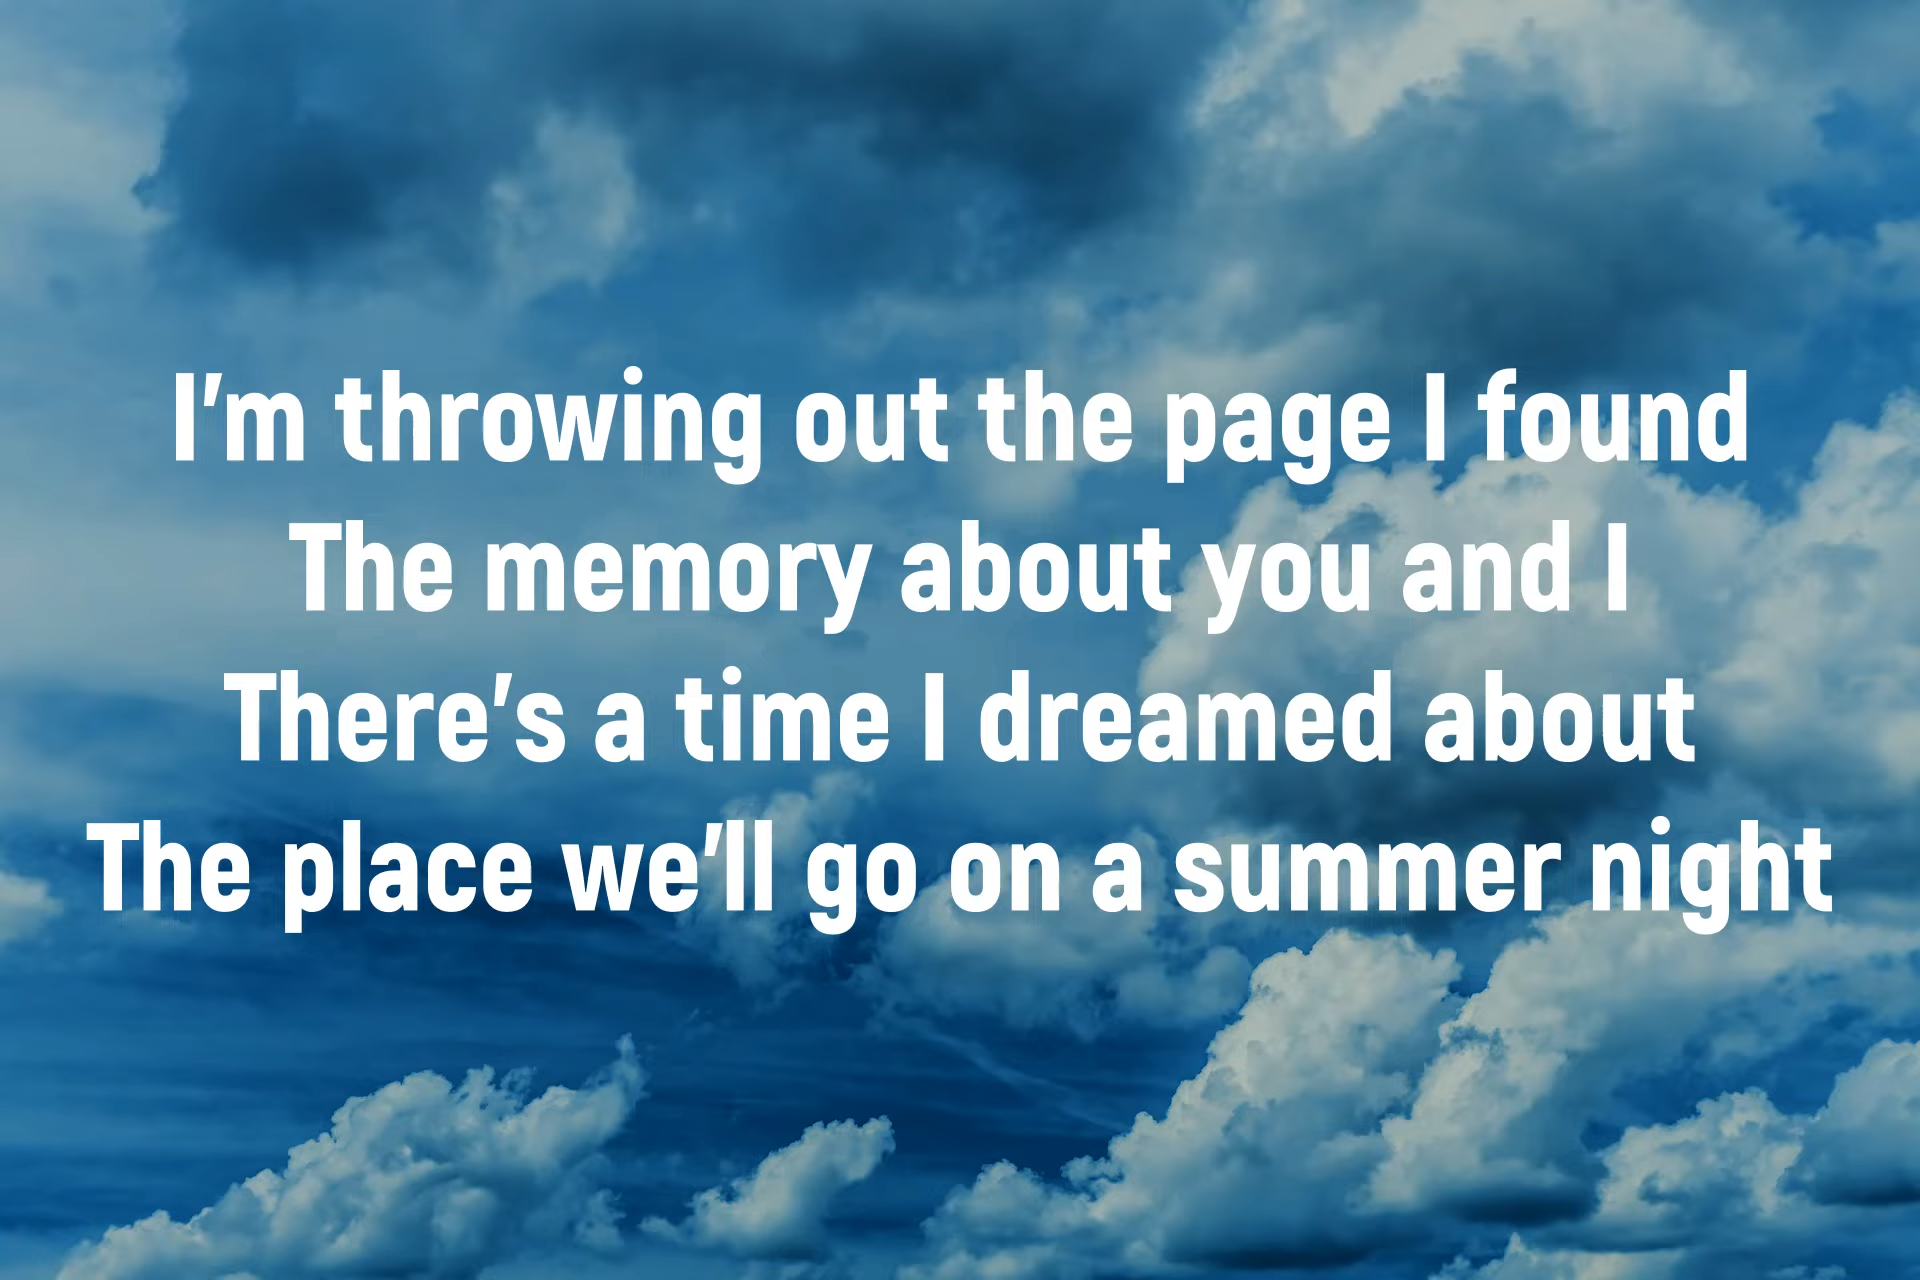 I'm throwing out the page I found
The memory about you and I
There's a time I dreamed about
The place we'll go on a summer night